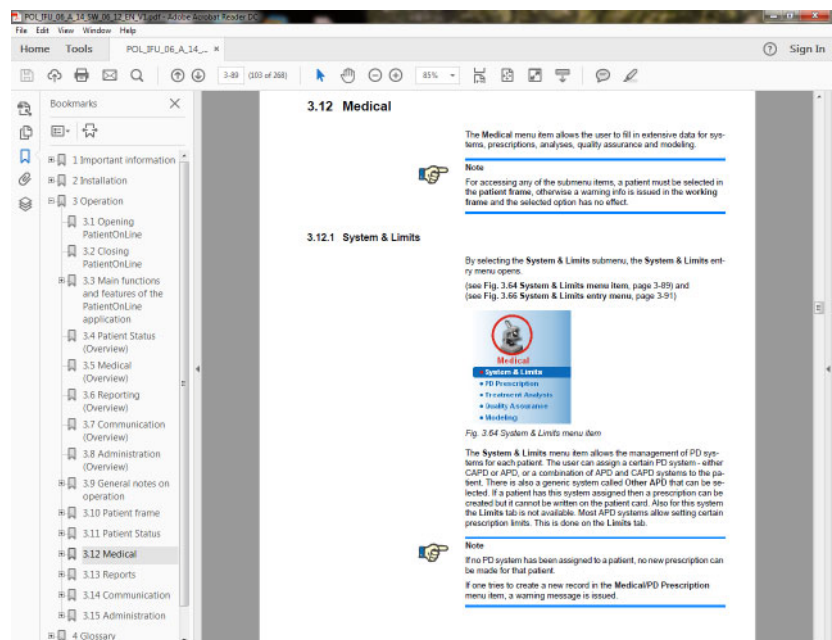 POL_IFU_06_A_14_SW_06_12_EN_V1.pdf - Adobe Acrobat Reader DC
File Edit View Window Help
Home Tools POL_IFU_06_A_14_... × Sign In
3-89 (103 of 268) 85%
Bookmarks
1 Important information
2 Installation
3 Operation
3.1 Opening
PatientOnLine
3.2 Closing
PatientOnLine
3.3 Main functions
and features of the
PatientOnLine
application
3.4 Patient Status
(Overview)
3.5 Medical
(Overview)
3.6 Reporting
(Overview)
3.7 Communication
(Overview)
3.8 Administration
(Overview)
3.9 General notes on
operation
3.10 Patient frame
3.11 Patient Status
3.12 Medical
3.13 Reports
3.14 Communication
3.15 Administration
4 Glossary
3.12 Medical
The Medical menu item allows the user to fill in extensive data for sys-
tems, prescriptions, analyses, quality assurance and modeling.
Note
For accessing any of the submenu items, a patient must be selected in
the patient frame, otherwise a warning info is issued in the working
frame and the selected option has no effect.
3.12.1 System & Limits
By selecting the System & Limits submenu, the System & Limits ent-
ry menu opens.
(see Fig. 3.64 System & Limits menu item, page 3-89) and
(see Fig. 3.66 System & Limits entry menu, page 3-91)
Medical
System & Limits
PD Prescription
Treatment Analysis
Quality Assurance
Modeling
Fig. 3.64 System & Limits menu item
The System & Limits menu item allows the management of PD sys-
tems for each patient. The user can assign a certain PD system - either
CAPD or APD, or a combination of APD and CAPD systems to the pa-
tient. There is also a generic system called Other APD that can be se-
lected. If a patient has this system assigned then a prescription can be
created but it cannot be written on the patient card. Also for this system
the Limits tab is not available. Most APD systems allow setting certain
prescription limits. This is done on the Limits tab.
Note
If no PD system has been assigned to a patient, no new prescription can
be made for that patient.
If one tries to create a new record in the Medical/PD Prescription
menu item, a warning message is issued.